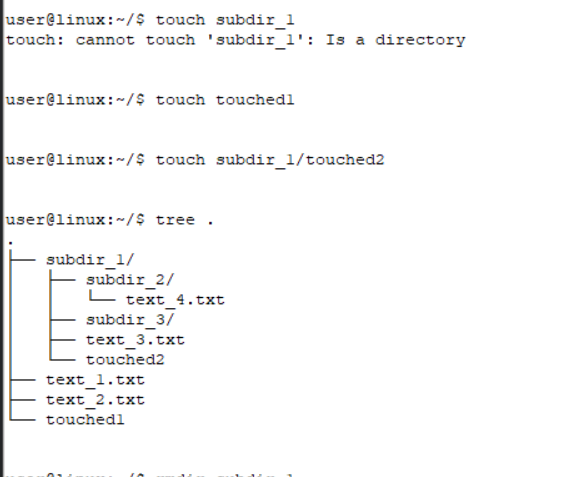 user@linux:~/$ touch subdir_1
touch: cannot touch 'subdir_1': Is a directory
user@linux:~/$ touch touched1
user@linux:~/$ touch subdir_1/touched2
user@linux:~/$ tree .
.
├── subdir_1/
│   ├── subdir_2/
│   │   └── text_4.txt
│   ├── subdir_3/
│   ├── text_3.txt
│   └── touched2
├── text_1.txt
├── text_2.txt
└── touched1